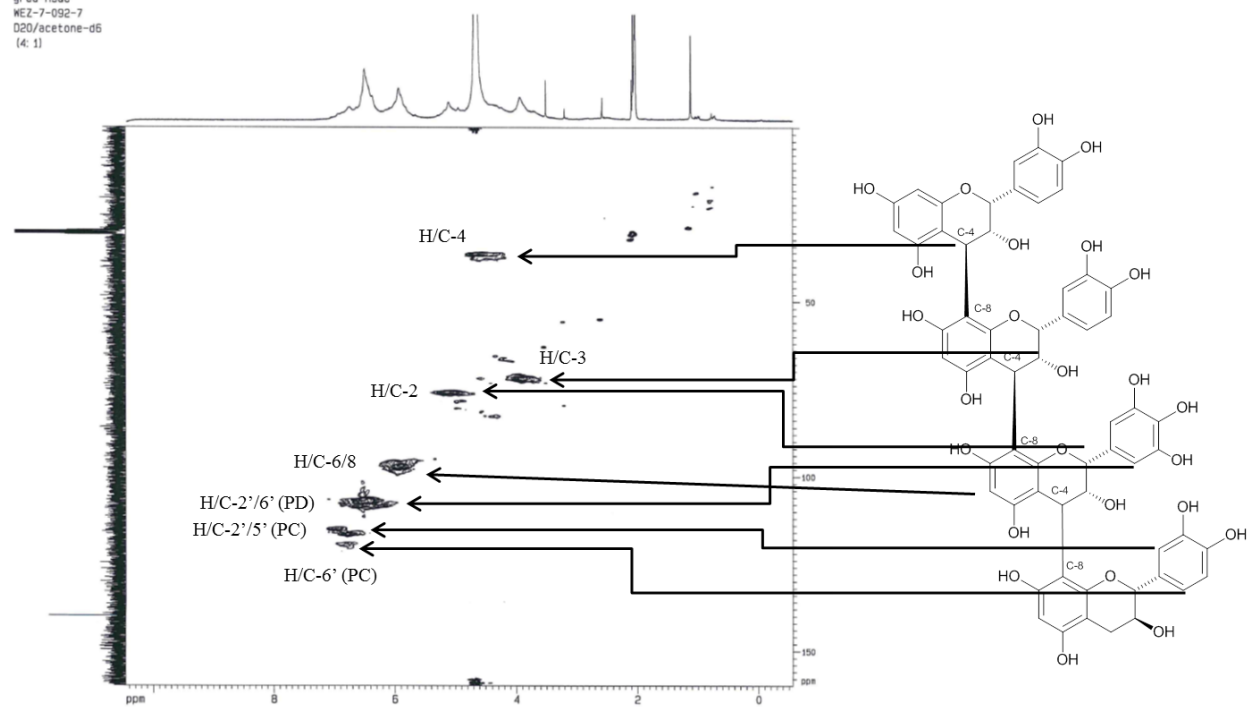 WEZ-7-092-7
D2O/acetone-d6
(4: 1)
H/C-4
H/C-3
H/C-2
H/C-6/8
H/C-2’/6’ (PD)
H/C-2’/5’ (PC)
H/C-6’ (PC)
50
100
150
ppm
ppm
8
6
4
2
0
OH
OH
HO
O
C-4
OH
OH
OH
OH
C-8
HO
O
C-4
OH
OH
OH
OH
OH
C-8
HO
O
C-4
OH
OH
OH
OH
C-8
HO
O
OH
OH